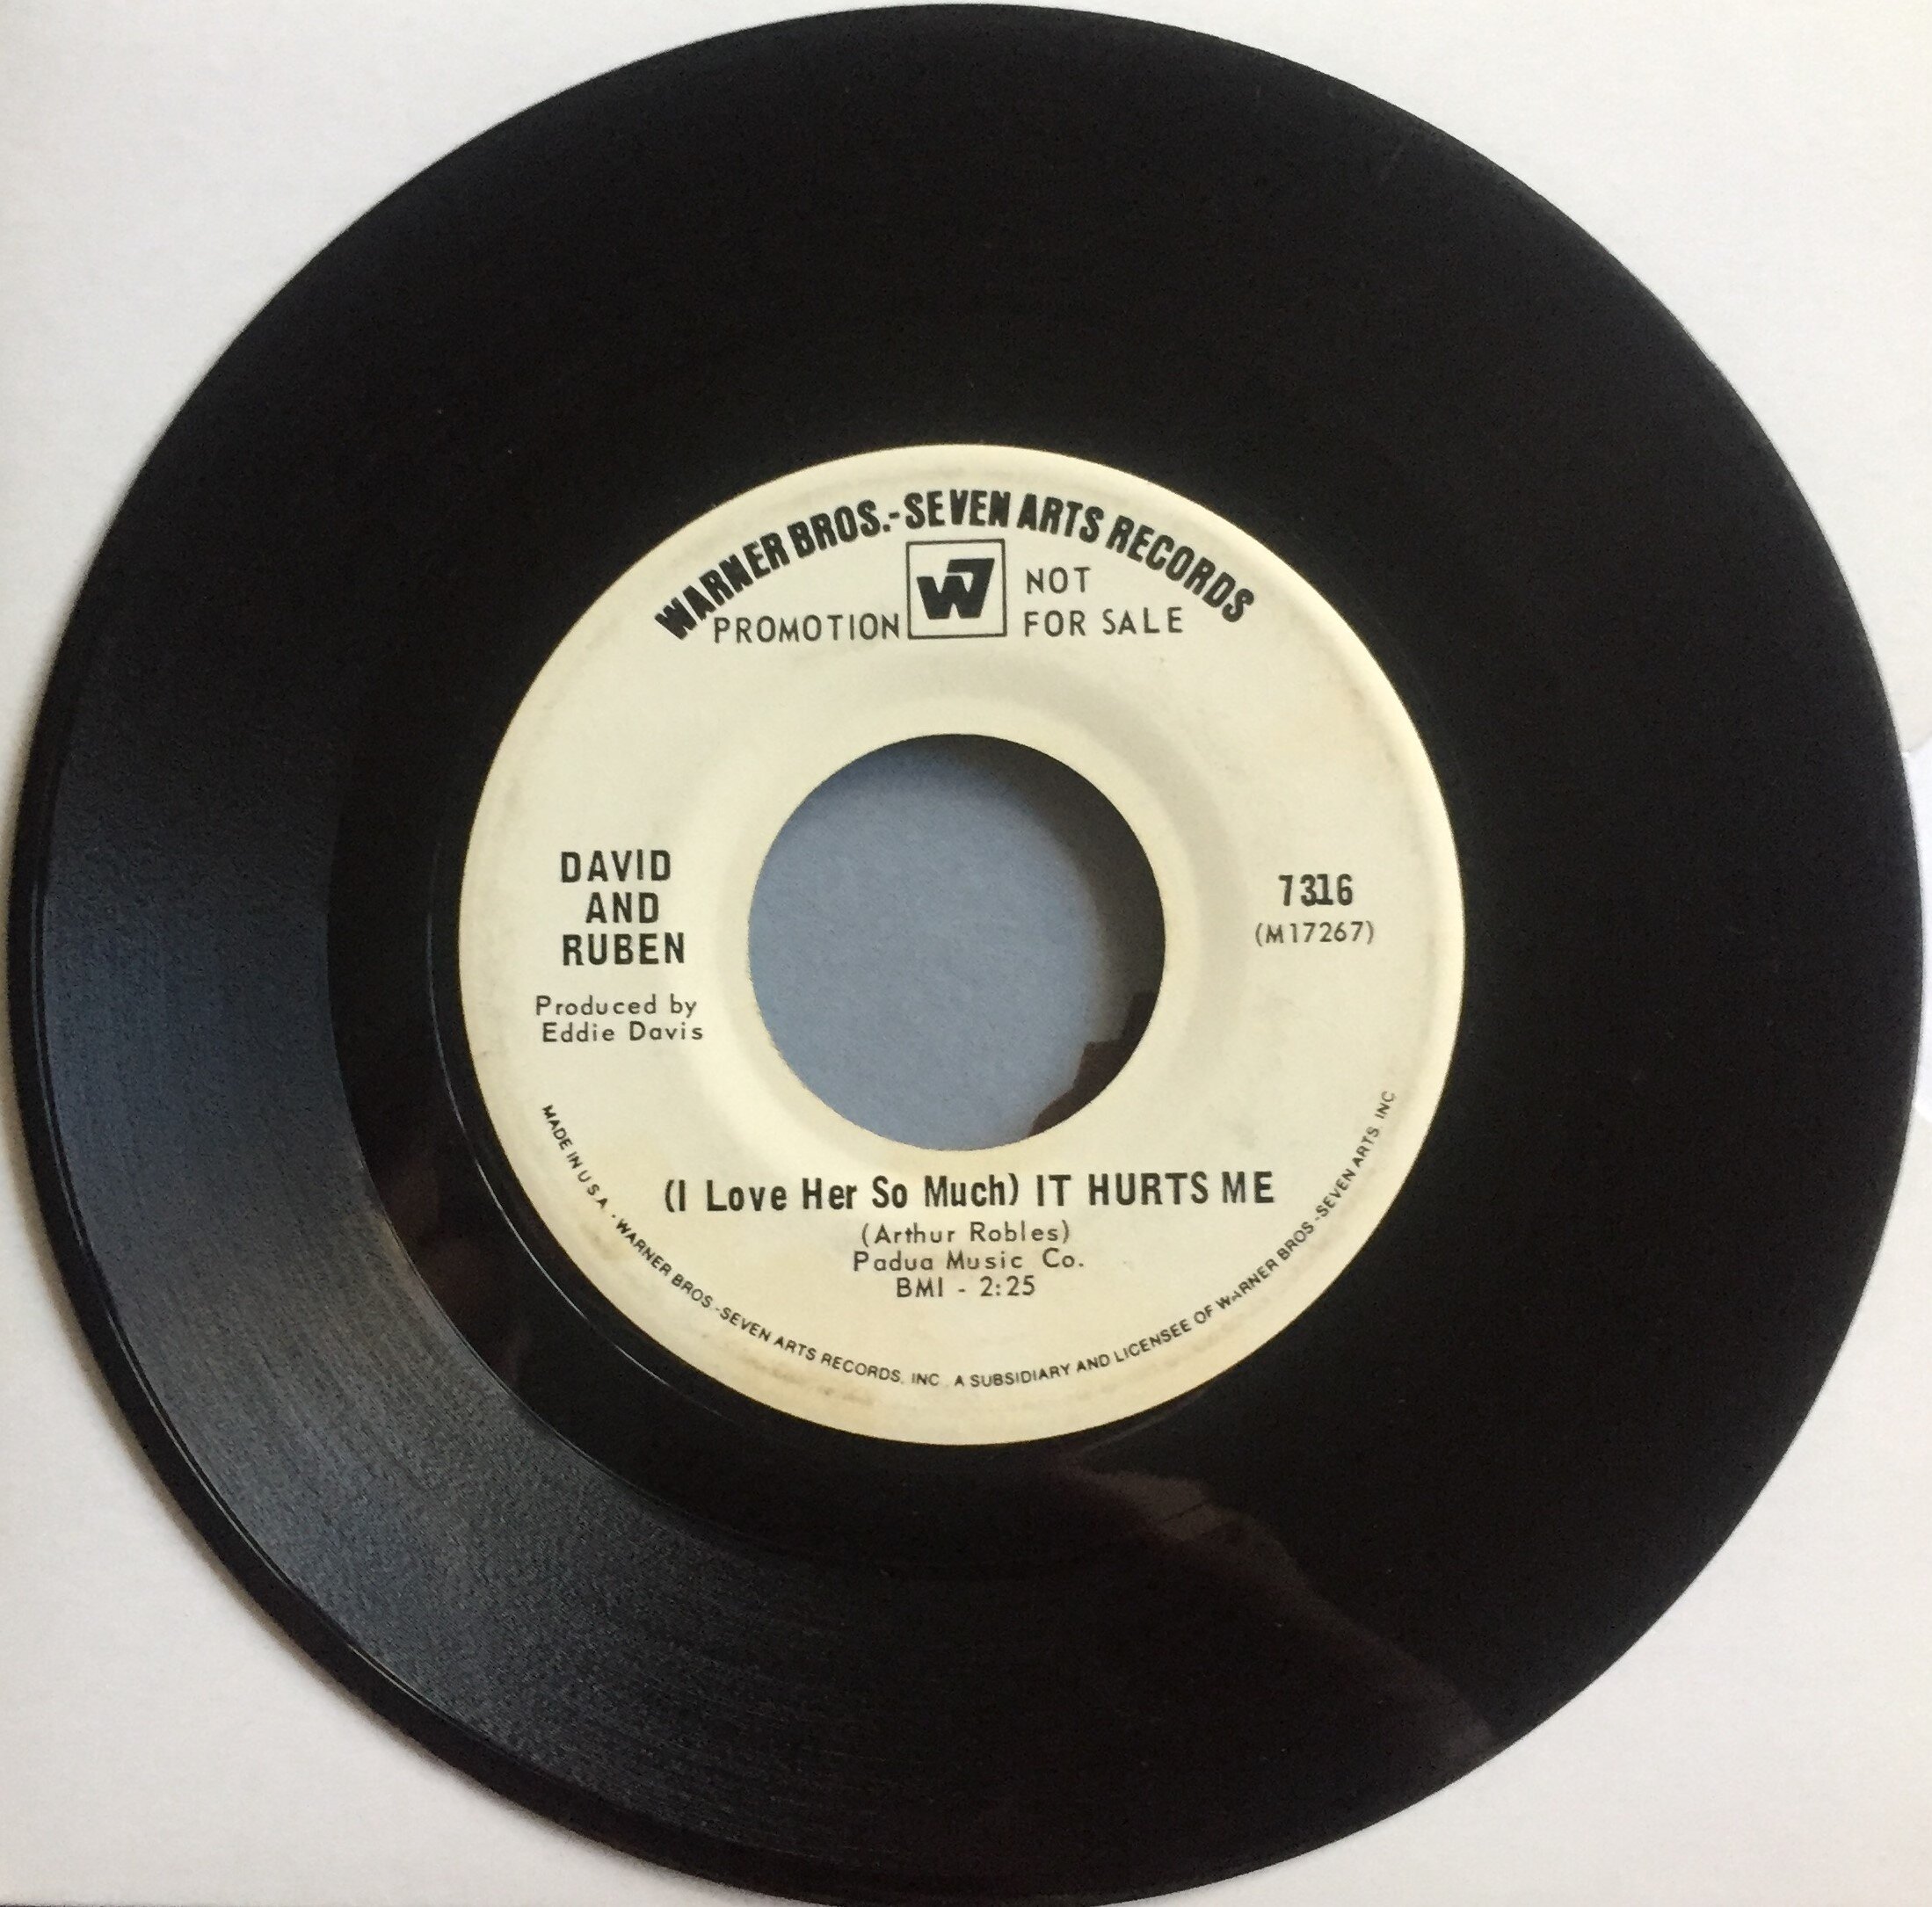 WARNER BROS.-SEVEN ARTS RECORDS
PROMOTION
W7
NOT
FOR SALE
DAVID
AND
RUBEN
Produced by
Eddie Davis
7316
(M17267)
(I Love Her So Much) IT HURTS ME
(Arthur Robles)
Padua Music Co.
BMI - 2:25
MADE IN U.S.A. · WARNER BROS.-SEVEN ARTS RECORDS, INC., A SUBSIDIARY AND LICENSEE OF WARNER BROS.-SEVEN ARTS, INC.